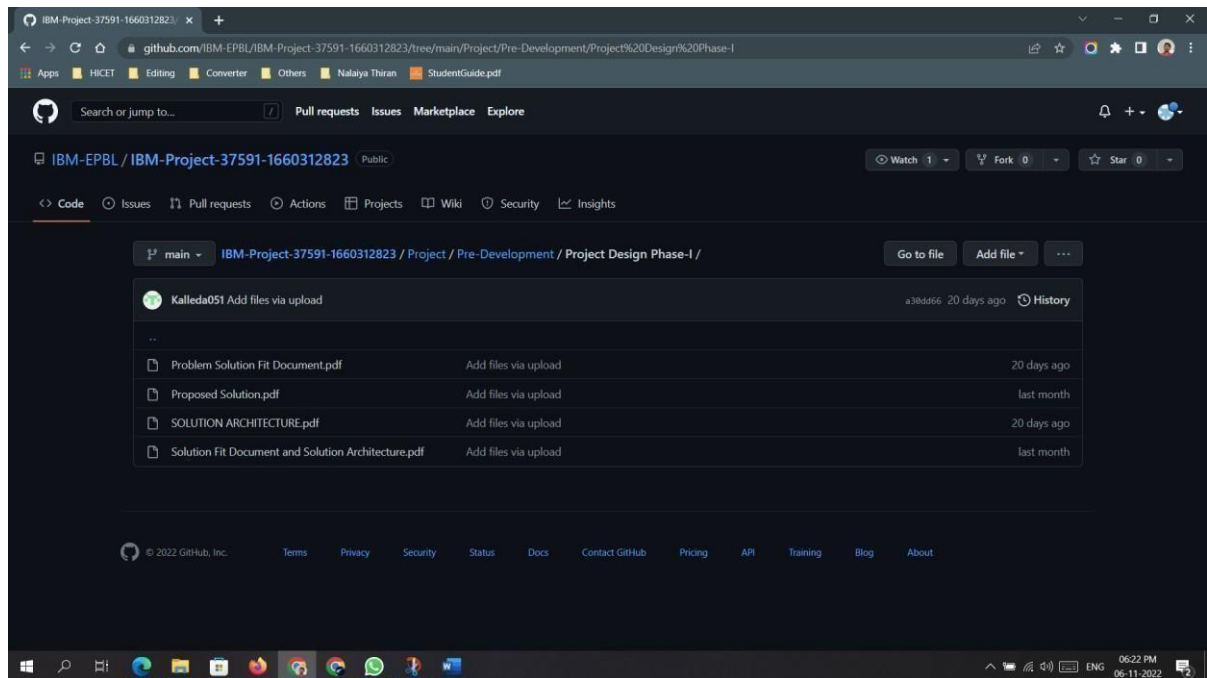 IBM-Project-37591-1660312823/
github.com/IBM-EPBL/IBM-Project-37591-1660312823/tree/main/Project/Pre-Development/Project%20Design%20Phase-I
Apps HICET Editing Converter Others Nalaiya Thiran StudentGuide.pdf
Search or jump to... / Pull requests Issues Marketplace Explore
IBM-EPBL / IBM-Project-37591-1660312823 Public Watch 1 Fork 0 Star 0
<> Code Issues Pull requests Actions Projects Wiki Security Insights
main IBM-Project-37591-1660312823 / Project / Pre-Development / Project Design Phase-I / Go to file Add file ...
Kalleda051 Add files via upload a30dd66 20 days ago History
..
Problem Solution Fit Document.pdf Add files via upload 20 days ago
Proposed Solution.pdf Add files via upload last month
SOLUTION ARCHITECTURE.pdf Add files via upload 20 days ago
Solution Fit Document and Solution Architecture.pdf Add files via upload last month
© 2022 GitHub, Inc. Terms Privacy Security Status Docs Contact GitHub Pricing API Training Blog About
ENG 06:22 PM
06-11-2022